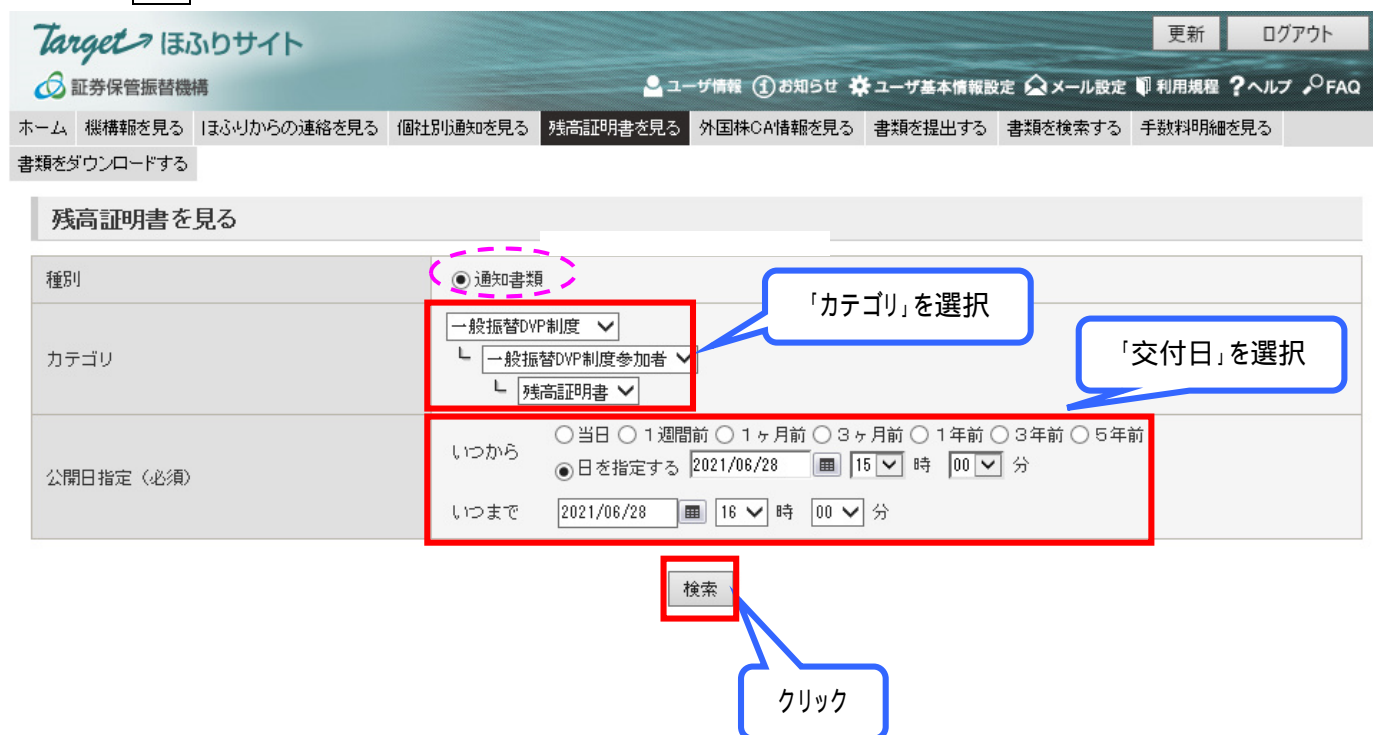 Target ほふりサイト
更新 ログアウト
証券保管振替機構
ユーザ情報 お知らせ ユーザ基本情報設定 メール設定 利用規程 ヘルプ FAQ
ホーム 機構報を見る ほふりからの連絡を見る 個社別通知を見る 残高証明書を見る 外国株CA情報を見る 書類を提出する 書類を検索する 手数料明細を見る
書類をダウンロードする
残高証明書を見る
種別
通知書類
「カテゴリ」を選択
カテゴリ
一般振替DVP制度
一般振替DVP制度参加者
残高証明書
「交付日」を選択
公開日指定（必須）
いつから
当日 1週間前 1ヶ月前 3ヶ月前 1年前 3年前 5年前
日を指定する 2021/06/28 15 時 00 分
いつまで 2021/06/28 16 時 00 分
検索
クリック